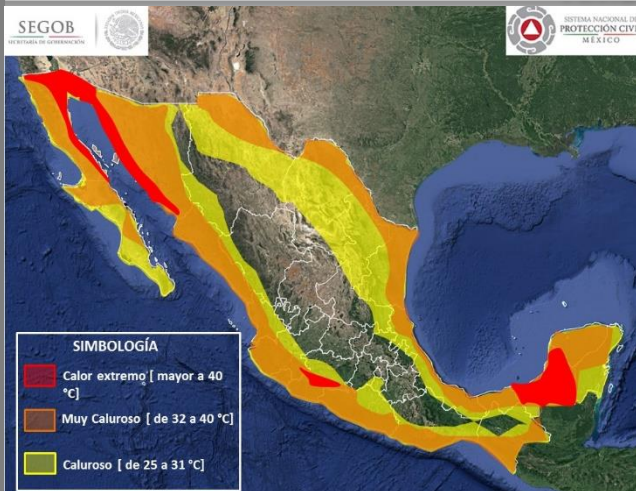 SEGOB
SECRETARÍA DE GOBERNACIÓN
SISTEMA NACIONAL DE
PROTECCIÓN CIVIL
MÉXICO
SIMBOLOGÍA
Calor extremo [ mayor a 40
°C]
Muy Caluroso [ de 32 a 40 °C]
Caluroso [ de 25 a 31 °C]